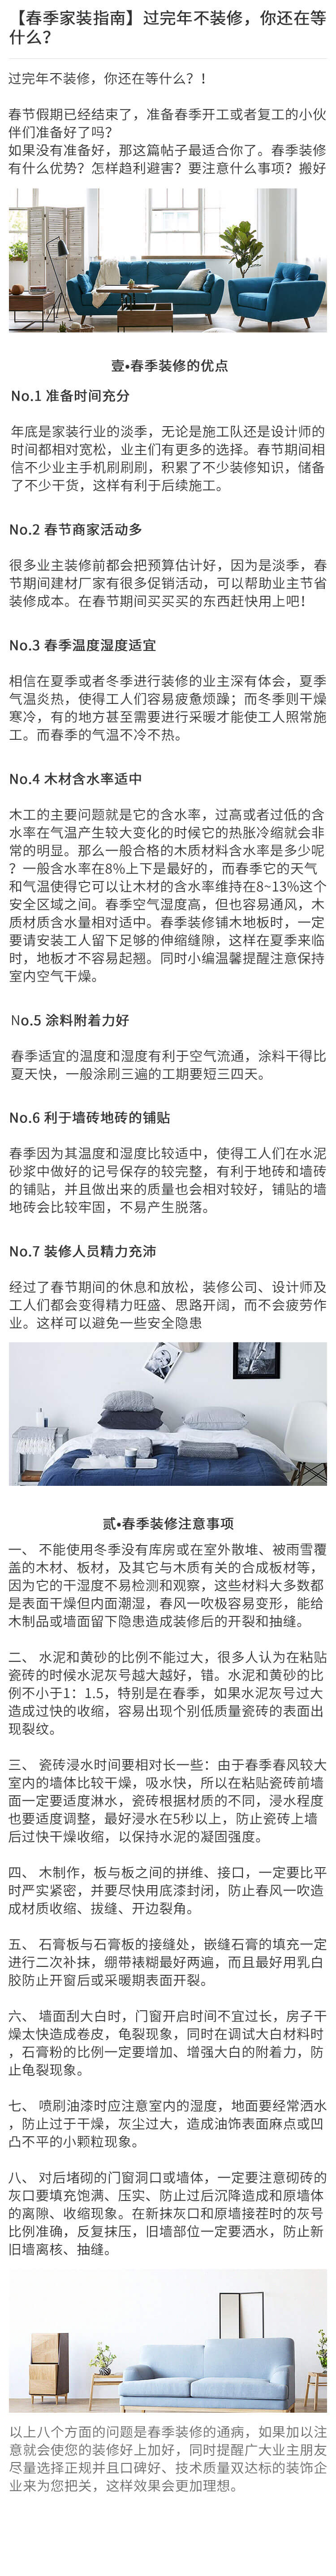 【春季家装指南】过完年不装修，你还在等
什么？
过完年不装修，你还在等什么？！
春节假期已经结束了，准备春季开工或者复工的小伙
伴们准备好了吗？
如果没有准备好，那这篇帖子最适合你了。春季装修
有什么优势？怎样趋利避害？要注意什么事项？搬好
壹•春季装修的优点
No.1 准备时间充分
年底是家装行业的淡季，无论是施工队还是设计师的
时间都相对宽松，业主们有更多的选择。春节期间相
信不少业主手机刷刷刷，积累了不少装修知识，储备
了不少干货，这样有利于后续施工。
No.2 春节商家活动多
很多业主装修前都会把预算估计好，因为是淡季，春
节期间建材厂家有很多促销活动，可以帮助业主节省
装修成本。在春节期间买买买的东西赶快用上吧！
No.3 春季温度湿度适宜
相信在夏季或者冬季进行装修的业主深有体会，夏季
气温炎热，使得工人们容易疲惫烦躁；而冬季则干燥
寒冷，有的地方甚至需要进行采暖才能使工人照常施
工。而春季的气温不冷不热。
No.4 木材含水率适中
木工的主要问题就是它的含水率，过高或者过低的含
水率在气温产生较大变化的时候它的热胀冷缩就会非
常的明显。那么一般合格的木质材料含水率是多少呢
？一般含水率在8%上下是最好的，而春季它的天气
和气温使得它可以让木材的含水率维持在8~13%这个
安全区域之间。春季空气湿度高，但也容易通风，木
质材质含水量相对适中。春季装修铺木地板时，一定
要请安装工人留下足够的伸缩缝隙，这样在夏季来临
时，地板才不容易起翘。同时小编温馨提醒注意保持
室内空气干燥。
No.5 涂料附着力好
春季适宜的温度和湿度有利于空气流通，涂料干得比
夏天快，一般涂刷三遍的工期要短三四天。
No.6 利于墙砖地砖的铺贴
春季因为其温度和湿度比较适中，使得工人们在水泥
砂浆中做好的记号保存的较完整，有利于地砖和墙砖
的铺贴，并且做出来的质量也会相对较好，铺贴的墙
地砖会比较牢固，不易产生脱落。
No.7 装修人员精力充沛
经过了春节期间的休息和放松，装修公司、设计师及
工人们都会变得精力旺盛、思路开阔，而不会疲劳作
业。这样可以避免一些安全隐患
贰•春季装修注意事项
一、 不能使用冬季没有库房或在室外散堆、被雨雪覆
盖的木材、板材，及其它与木质有关的合成板材等，
因为它的干湿度不易检测和观察，这些材料大多数都
是表面干燥但内面潮湿，春风一吹极容易变形，能给
木制品或墙面留下隐患造成装修后的开裂和抽缝。
二、 水泥和黄砂的比例不能过大，很多人认为在粘贴
瓷砖的时候水泥灰号越大越好，错。水泥和黄砂的比
例不小于1：1.5，特别是在春季，如果水泥灰号过大
造成过快的收缩，容易出现个别低质量瓷砖的表面出
现裂纹。
三、 瓷砖浸水时间要相对长一些：由于春季春风较大
室内的墙体比较干燥，吸水快，所以在粘贴瓷砖前墙
面一定要适度淋水，瓷砖根据材质的不同，浸水程度
也要适度调整，最好浸水在5秒以上，防止瓷砖上墙
后过快干燥收缩，以保持水泥的凝固强度。
四、 木制作，板与板之间的拼维、接口，一定要比平
时严实紧密，并要尽快用底漆封闭，防止春风一吹造
成材质收缩、拔缝、开边裂角。
五、 石膏板与石膏板的接缝处，嵌缝石膏的填充一定
进行二次补抹，绷带裱糊最好两遍，而且最好用乳白
胶防止开窗后或采暖期表面开裂。
六、 墙面刮大白时，门窗开启时间不宜过长，房子干
燥太快造成卷皮，龟裂现象，同时在调试大白材料时
，石膏粉的比例一定要增加、增强大白的附着力，防
止龟裂现象。
七、 喷刷油漆时应注意室内的湿度，地面要经常洒水
，防止过于干燥，灰尘过大，造成油饰表面麻点或凹
凸不平的小颗粒现象。
八、 对后堵砌的门窗洞口或墙体，一定要注意砌砖的
灰口要填充饱满、压实、防止过后沉降造成和原墙体
的离隙、收缩现象。在新抹灰口和原墙接茬时的灰号
比例准确，反复抹压，旧墙部位一定要洒水，防止新
旧墙离核、抽缝。
以上八个方面的问题是春季装修的通病，如果加以注
意就会使您的装修好上加好，同时提醒广大业主朋友
尽量选择正规并且口碑好、技术质量双达标的装饰企
业来为您把关，这样效果会更加理想。